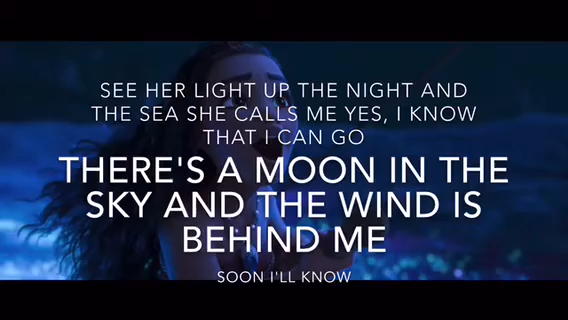 SEE HER LIGHT UP THE NIGHT AND
THE SEA SHE CALLS ME YES, I KNOW
THAT I CAN GO
THERE'S A MOON IN THE
SKY AND THE WIND IS
BEHIND ME
SOON I'LL KNOW